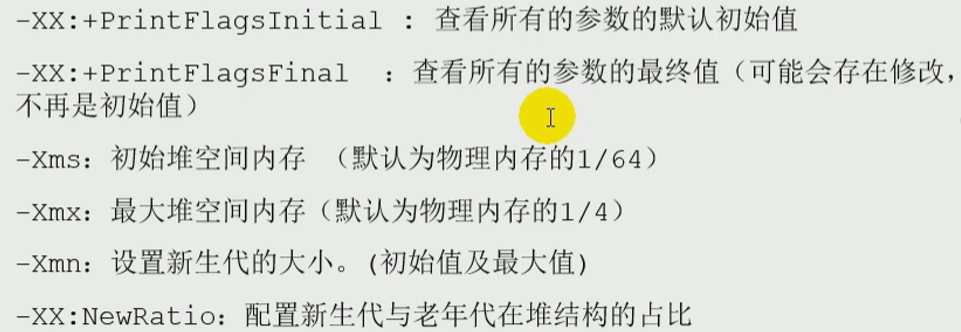 -XX:+PrintFlagsInitial : 查看所有的参数的默认初始值
-XX:+PrintFlagsFinal :查看所有的参数的最终值（可能会存在修改，
不再是初始值）
-Xms：初始堆空间内存 （默认为物理内存的1/64）
-Xmx：最大堆空间内存（默认为物理内存的1/4）
-Xmn：设置新生代的大小。(初始值及最大值)
-XX:NewRatio：配置新生代与老年代在堆结构的占比